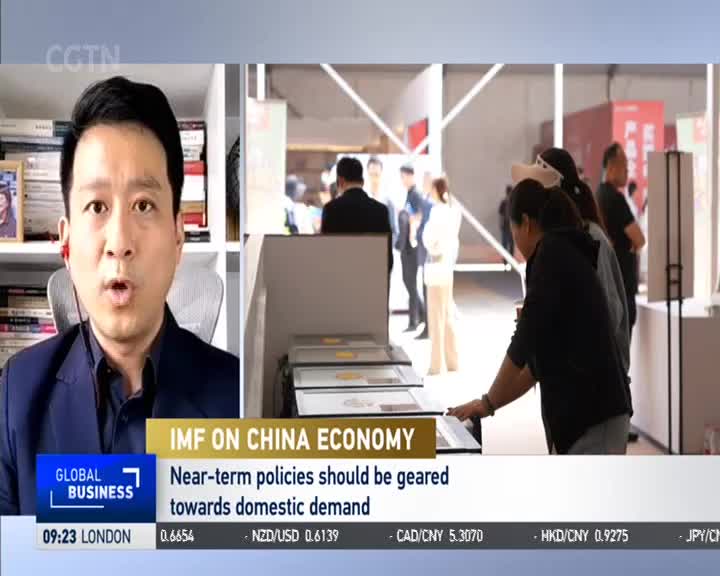 CGTN
IMF ON CHINA ECONOMY
GLOBAL
BUSINESS
Near-term policies should be geared
towards domestic demand
09:23 LONDON
0.6654 - NZD/USD 0.6139 - CAD/CNY 5.3070 - HKD/CNY 0.9275 - JPY/C